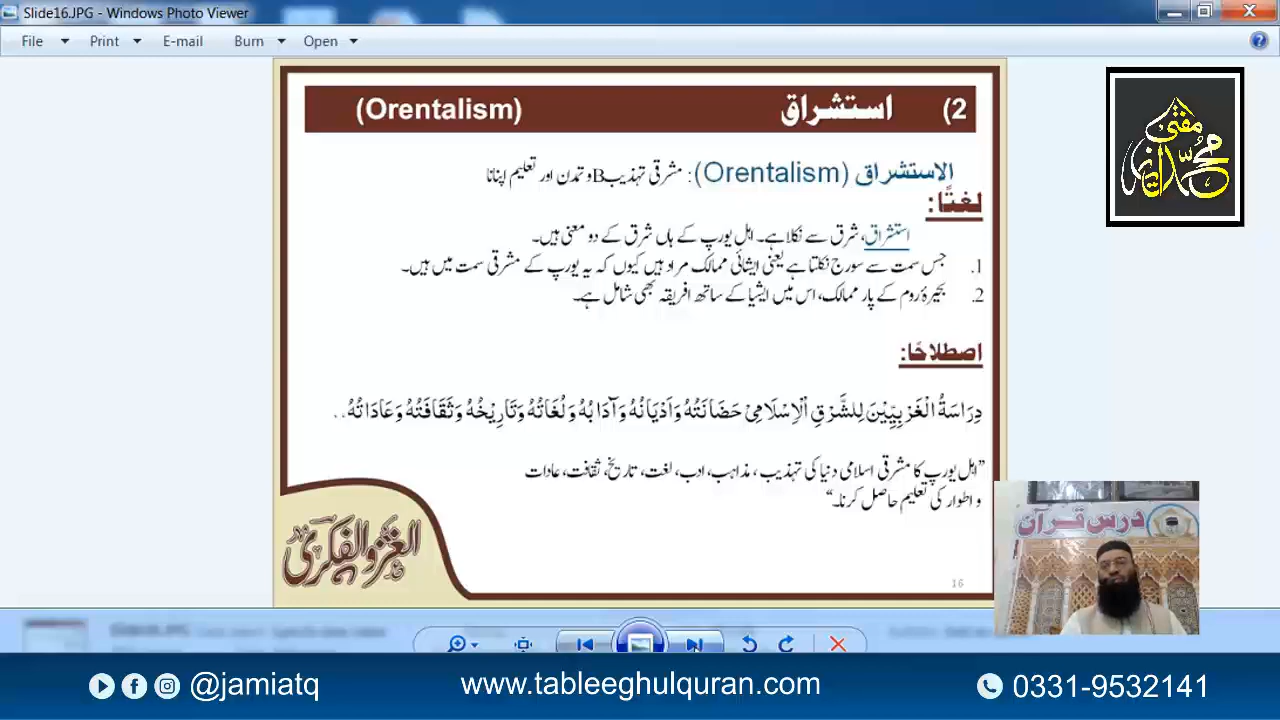 Slide16.JPG - Windows Photo Viewer
File Print E-mail Burn Open
2) استشراق (Orentalism)
الاستشراق (Orentalism): مشرقی تہذیبB و تمدن اور تعلیم اپنانا
لغتًا:
استشراق، شرق سے نکلا ہے۔ اہل یورپ کے ہاں شرق کے دو معنی ہیں۔
1. جس سمت سے سورج نکلتا ہے یعنی ایشائی ممالک مراد ہیں کیوں کہ یہ یورپ کے مشرقی سمت میں ہیں۔
2. بحیرۂ روم کے پار ممالک، اس میں ایشیا کے ساتھ افریقہ بھی شامل ہے۔
اصطلاحًا:
دِرَاسَةُ الْغَرْبِيِّيْنَ لِلشَّرْقِ اْلاِسْلَامِيْ حَضَانَتُهُ وَاَدْيَانُهُ وَآدَابُهُ وَلُغَاتُهُ وَتَارِيْخُهُ وَثَقَافَتُهُ وَعَادَاتُهُ..
”اہل یورپ کا مشرقی اسلامی دنیا کی تہذیب، مذاہب، ادب، لغت، تاریخ، ثقافت، عادات
و اطوار کی تعلیم حاصل کرنا۔“
الغزو الفکری
16
مفتی محمد
درس قرآن
@jamiatq
www.tableeghulquran.com
0331-9532141